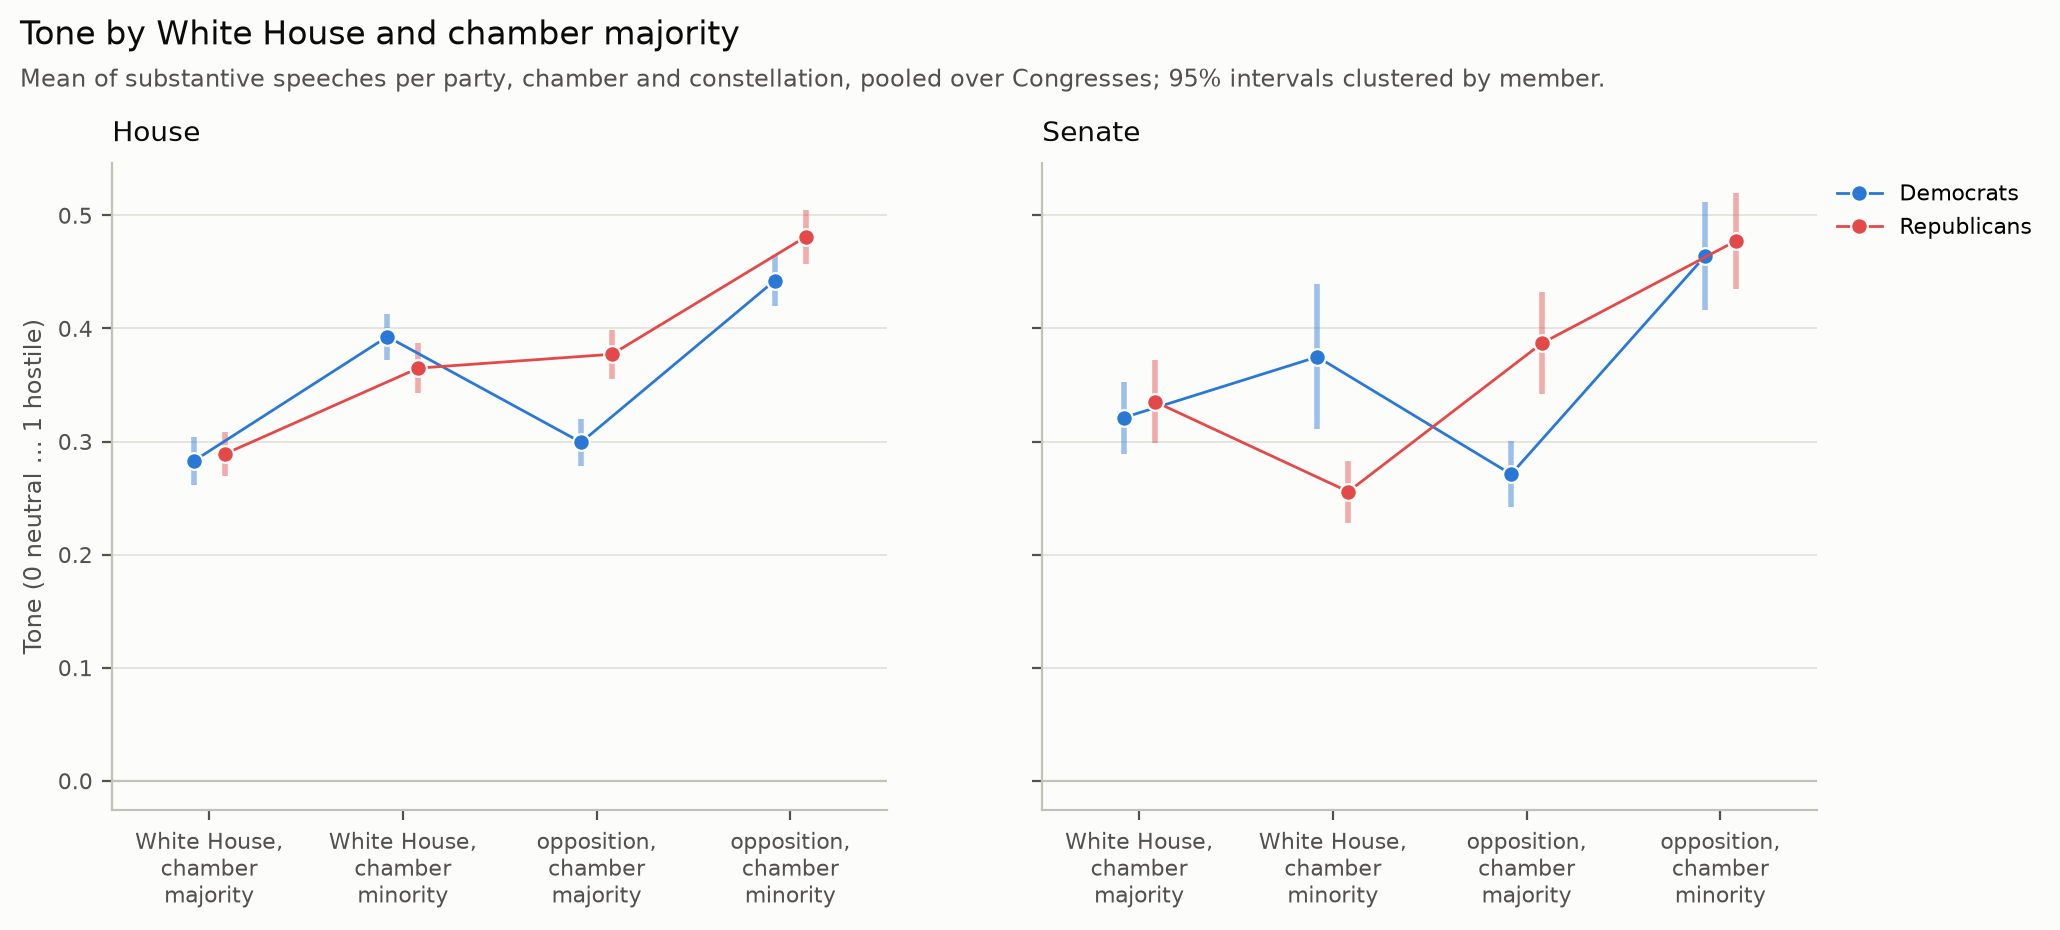 Tone by White House and chamber majority
Mean of substantive speeches per party, chamber and constellation, pooled over Congresses; 95% intervals clustered by member.
House
Tone (0 neutral ... 1 hostile)
0.5
0.4
0.3
0.2
0.1
0.0
White House,
chamber
majority
White House,
chamber
minority
opposition,
chamber
majority
opposition,
chamber
minority
Senate
White House,
chamber
majority
White House,
chamber
minority
opposition,
chamber
majority
opposition,
chamber
minority
Democrats
Republicans